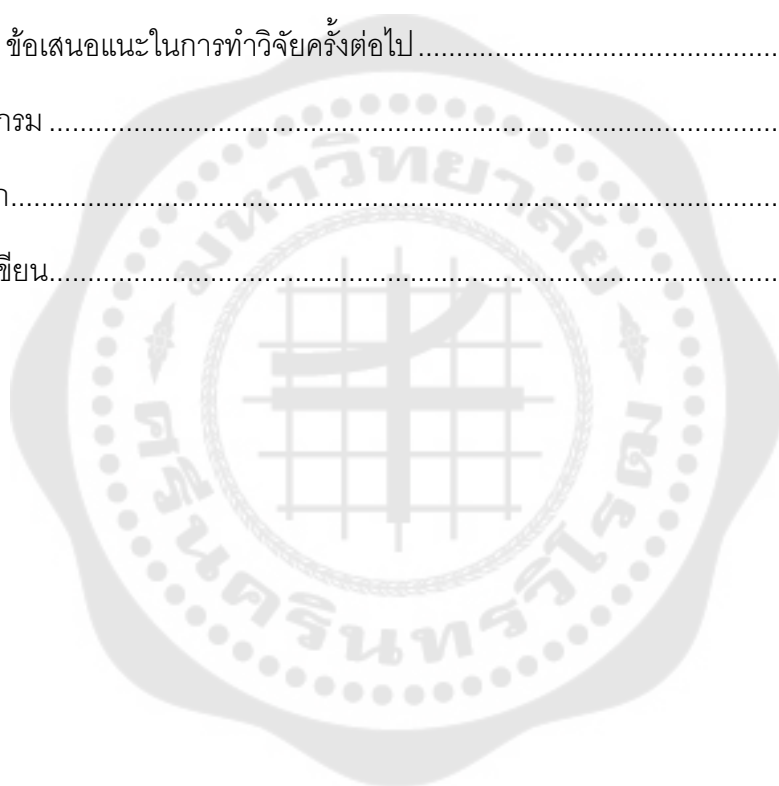 ข้อเสนอแนะในการทำวิจัยครั้งต่อไป........................................
กรม........................................
........................................
ขียน........................................
มหาวิทยาลัย
ศรีนครินทรวิโรฒ